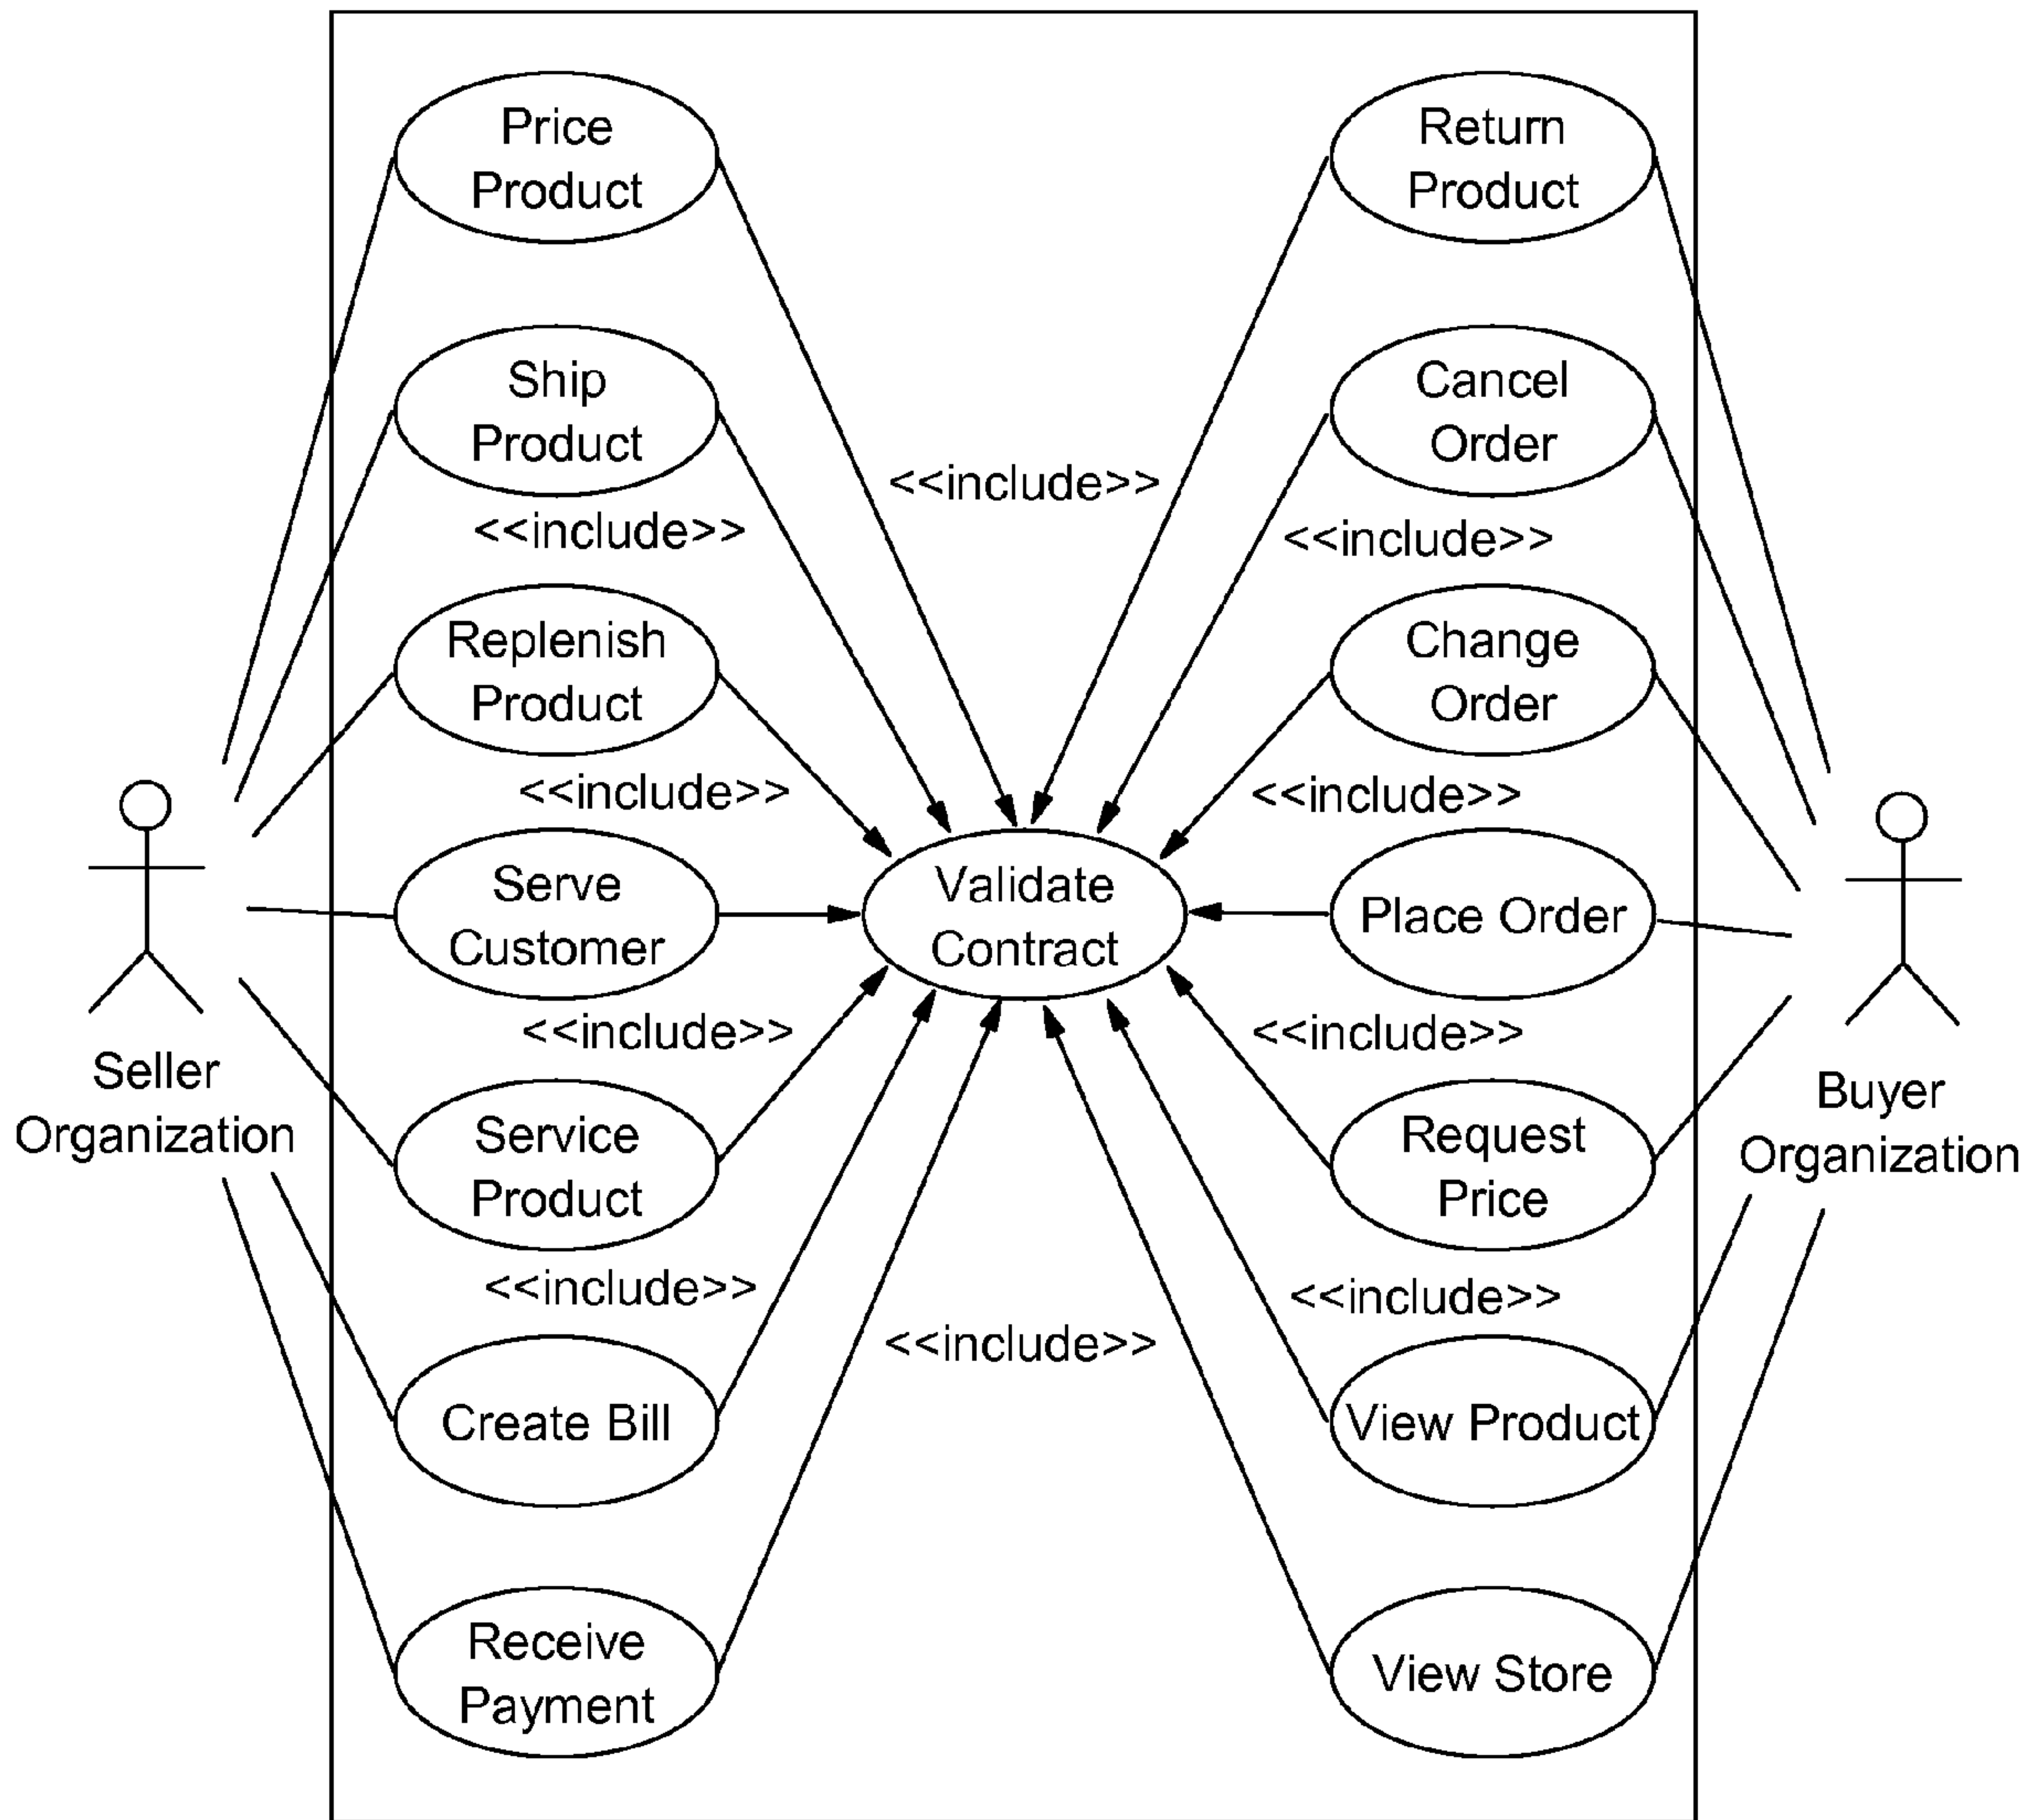 Price
Product
Return
Product
Ship
Product
Cancel
Order
<<include>>
<<include>>
<<include>>
Replenish
Product
Change
Order
<<include>>
<<include>>
Serve
Customer
Validate
Contract
Place Order
<<include>>
<<include>>
Seller
Organization
Buyer
Organization
Service
Product
Request
Price
<<include>>
<<include>>
<<include>>
Create Bill
View Product
Receive
Payment
View Store